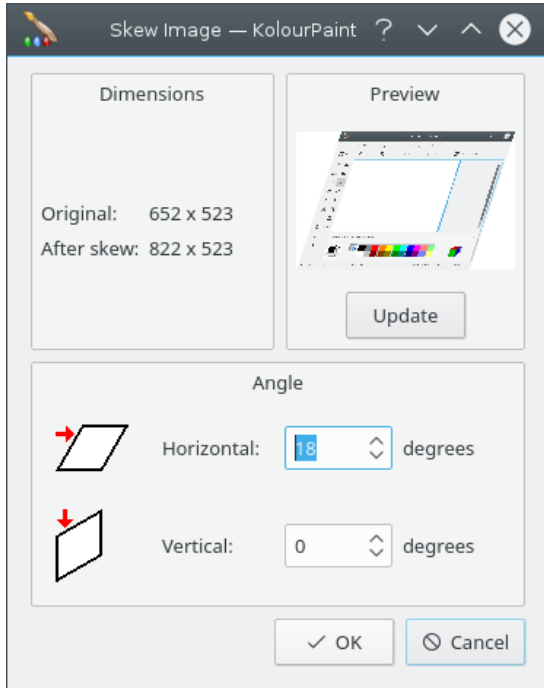 Skew Image — KolourPaint
Dimensions
Original: 652 x 523
After skew: 822 x 523
Preview
Update
Angle
Horizontal: 18 degrees
Vertical: 0 degrees
OK
Cancel